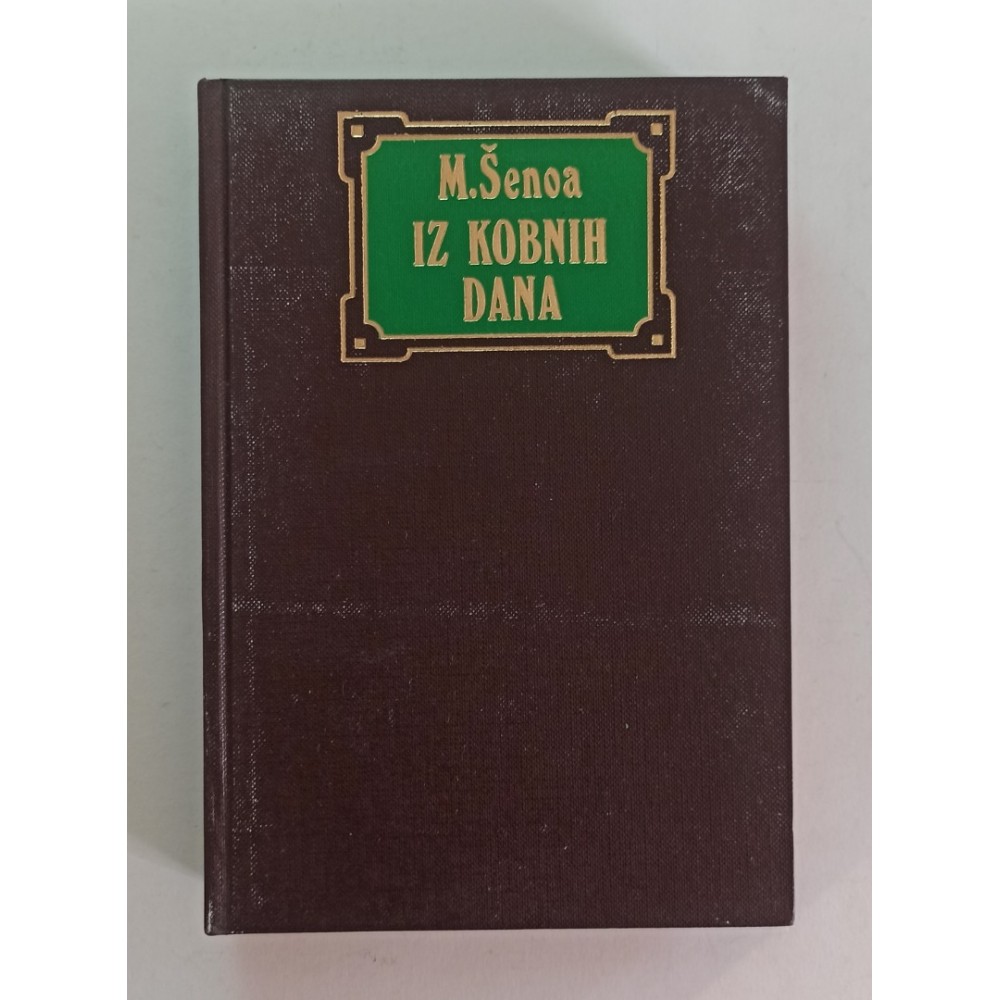 M.Šenoa
IZ KOBNIH
DANA